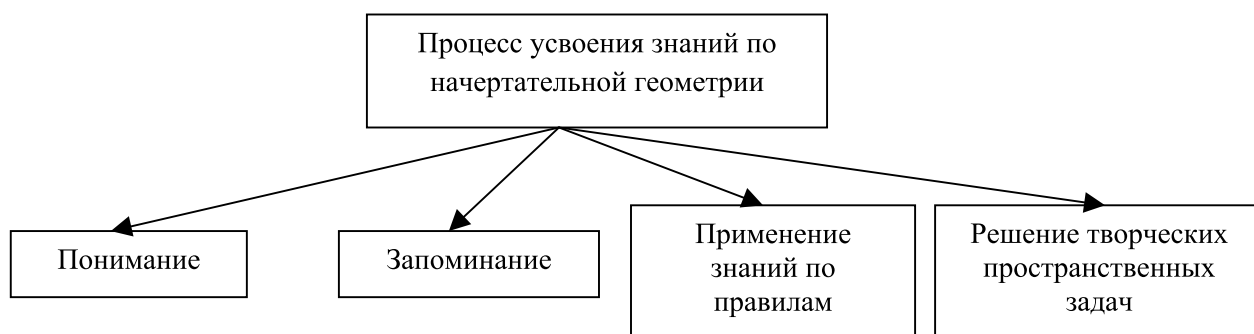 Процесс усвоения знаний по
начертательной геометрии
Понимание
Запоминание
Применение
знаний по
правилам
Решение творческих
пространственных
задач